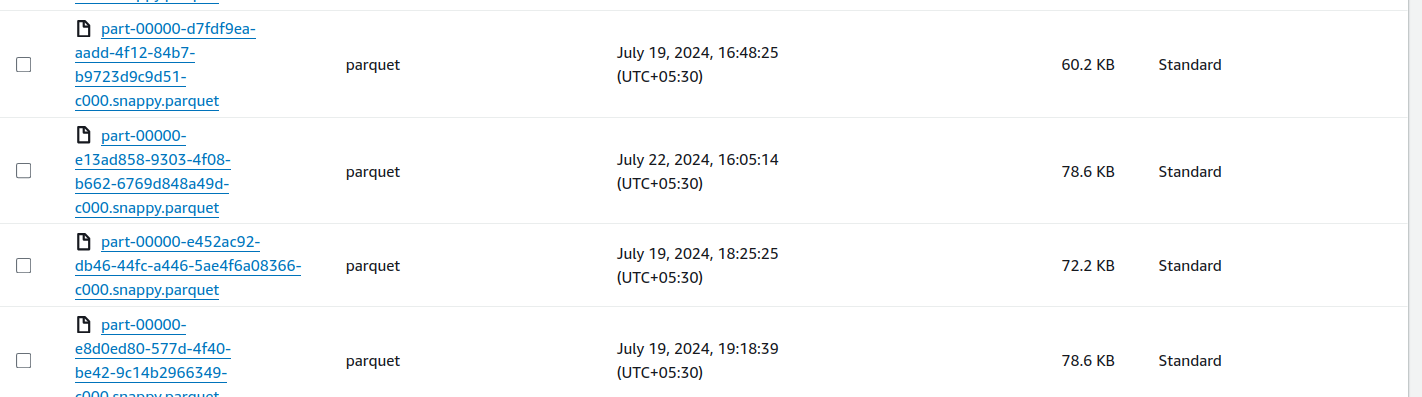 part-00000-d7fdf9ea-
aadd-4f12-84b7-
b9723d9c9d51-
c000.snappy.parquet
parquet
July 19, 2024, 16:48:25
(UTC+05:30)
60.2 KB
Standard
part-00000-
e13ad858-9303-4f08-
b662-6769d848a49d-
c000.snappy.parquet
parquet
July 22, 2024, 16:05:14
(UTC+05:30)
78.6 KB
Standard
part-00000-e452ac92-
db46-44fc-a446-5ae4f6a08366-
c000.snappy.parquet
parquet
July 19, 2024, 18:25:25
(UTC+05:30)
72.2 KB
Standard
part-00000-
e8d0ed80-577d-4f40-
be42-9c14b2966349-
c000.snappy.parquet
parquet
July 19, 2024, 19:18:39
(UTC+05:30)
78.6 KB
Standard